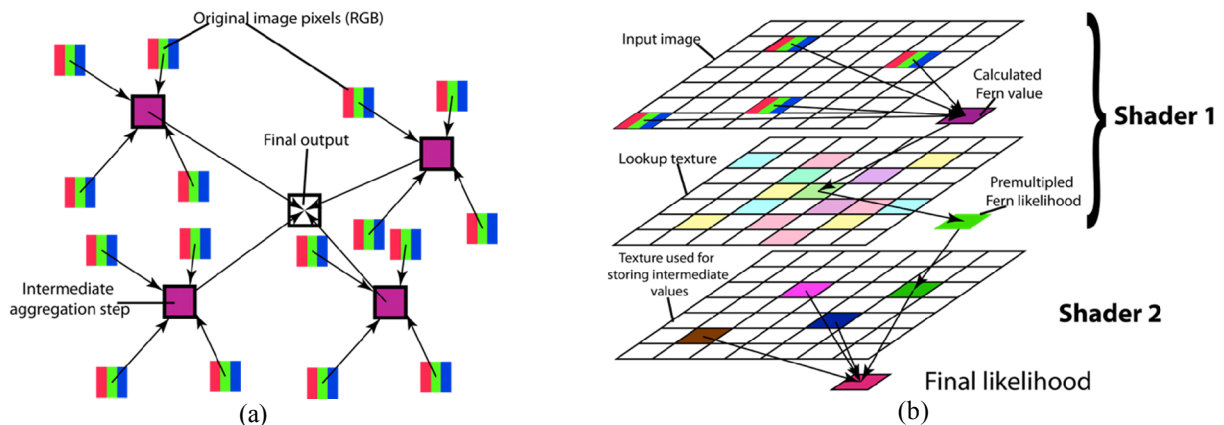 (a)
Original image pixels (RGB)
Final output
Intermediate
aggregation step
(b)
Input image
Calculated
Fern value
Shader 1
Lookup texture
Premultipled
Fern likelihood
Texture used for
storing intermediate
values
Shader 2
Final likelihood